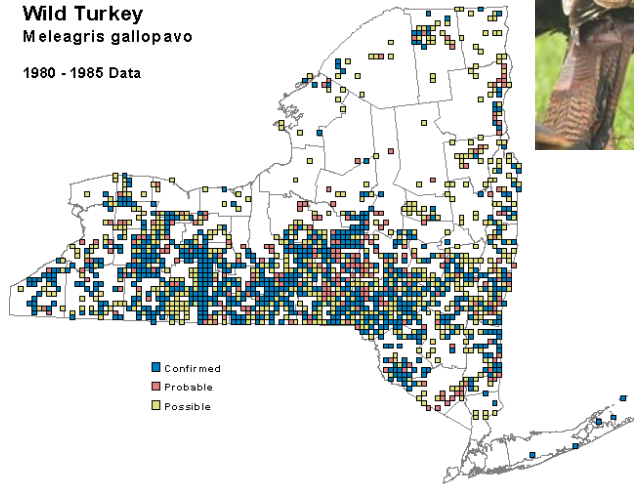 Wild Turkey
Meleagris gallopavo
1980 - 1985 Data
Confirmed
Probable
Possible